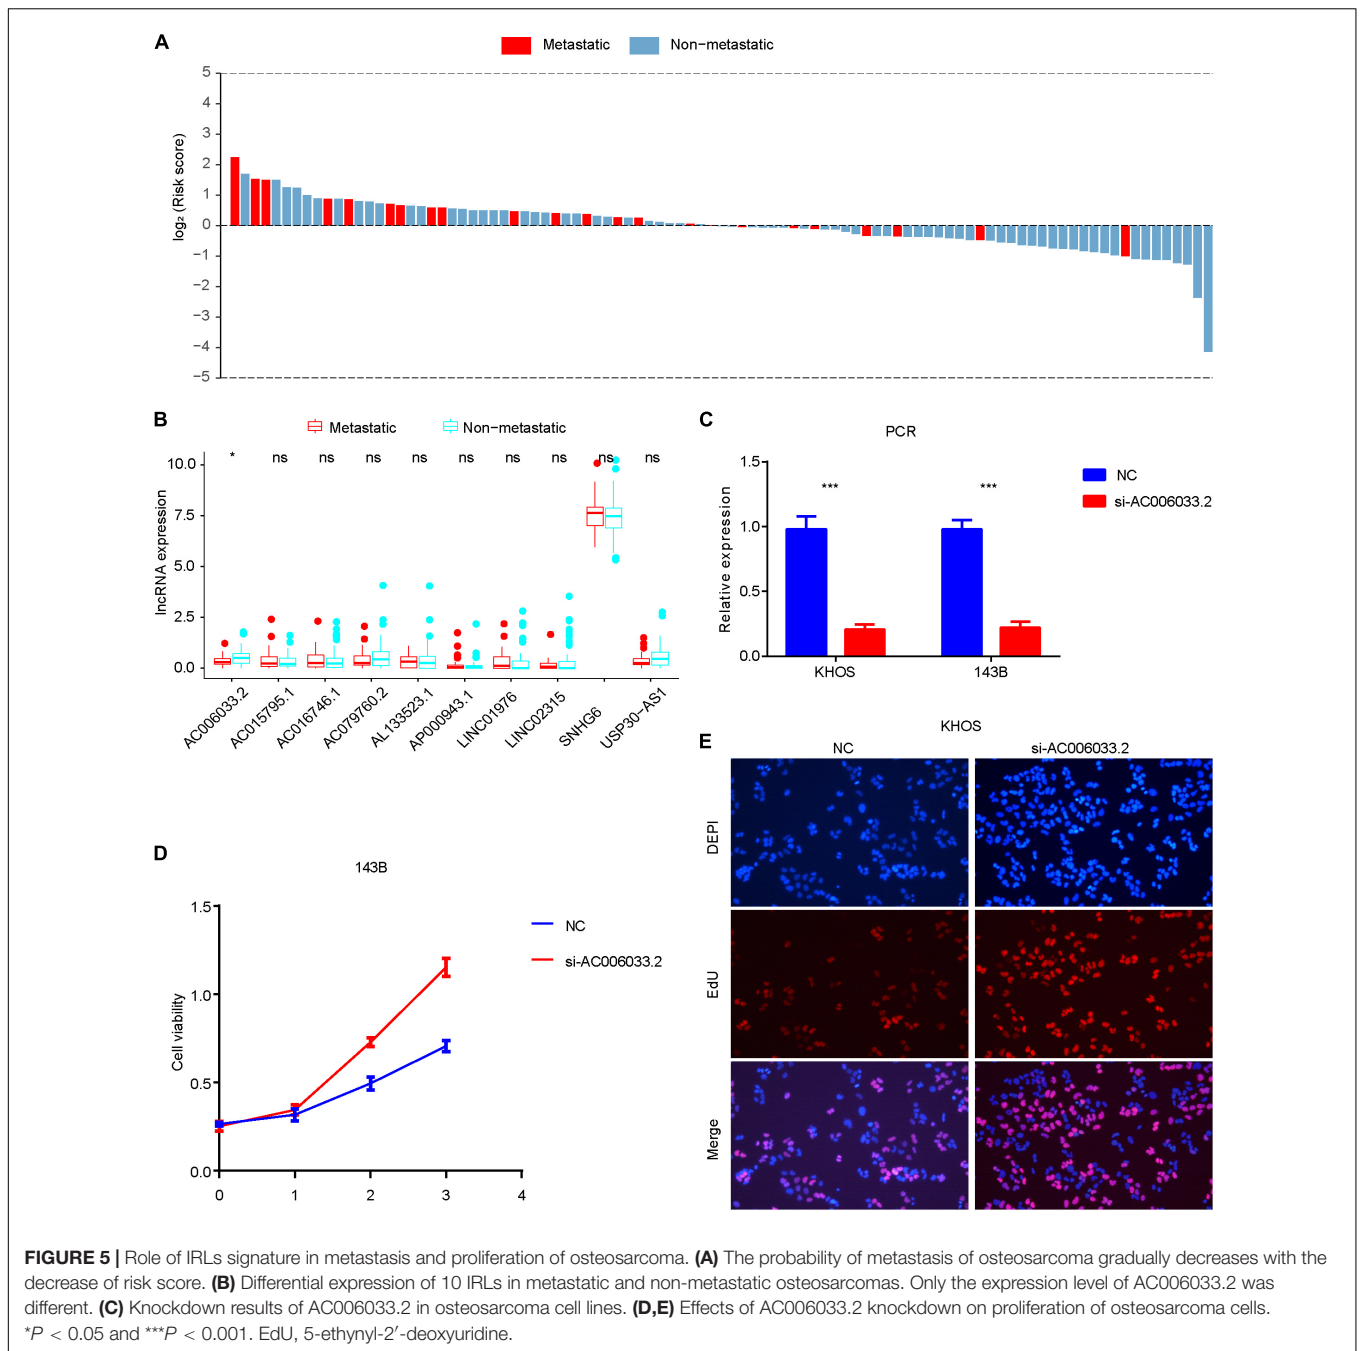 A
Metastatic Non-metastatic
log₂ (Risk score)
5
4
3
2
1
0
−1
−2
−3
−4
−5
B
Metastatic Non-metastatic
lncRNA expression
* ns ns ns ns ns ns ns ns ns
10.0
7.5
5.0
2.5
0.0
AC006033.2 AC015795.1 AC016746.1 AC079760.2 AL133523.1 AP000943.1 LINC01976 LINC02315 SNHG6 USP30−AS1
C
PCR
Relative expression
1.5
1.0
0.5
0.0
*** ***
KHOS 143B
NC
si-AC006033.2
D
143B
Cell viability
1.5
1.0
0.5
0.0
0 1 2 3 4
NC
si-AC006033.2
E
KHOS
NC si-AC006033.2
DEPI
EdU
Merge
FIGURE 5 | Role of IRLs signature in metastasis and proliferation of osteosarcoma. (A) The probability of metastasis of osteosarcoma gradually decreases with the
decrease of risk score. (B) Differential expression of 10 IRLs in metastatic and non-metastatic osteosarcomas. Only the expression level of AC006033.2 was
different. (C) Knockdown results of AC006033.2 in osteosarcoma cell lines. (D,E) Effects of AC006033.2 knockdown on proliferation of osteosarcoma cells.
*P < 0.05 and ***P < 0.001. EdU, 5-ethynyl-2′-deoxyuridine.